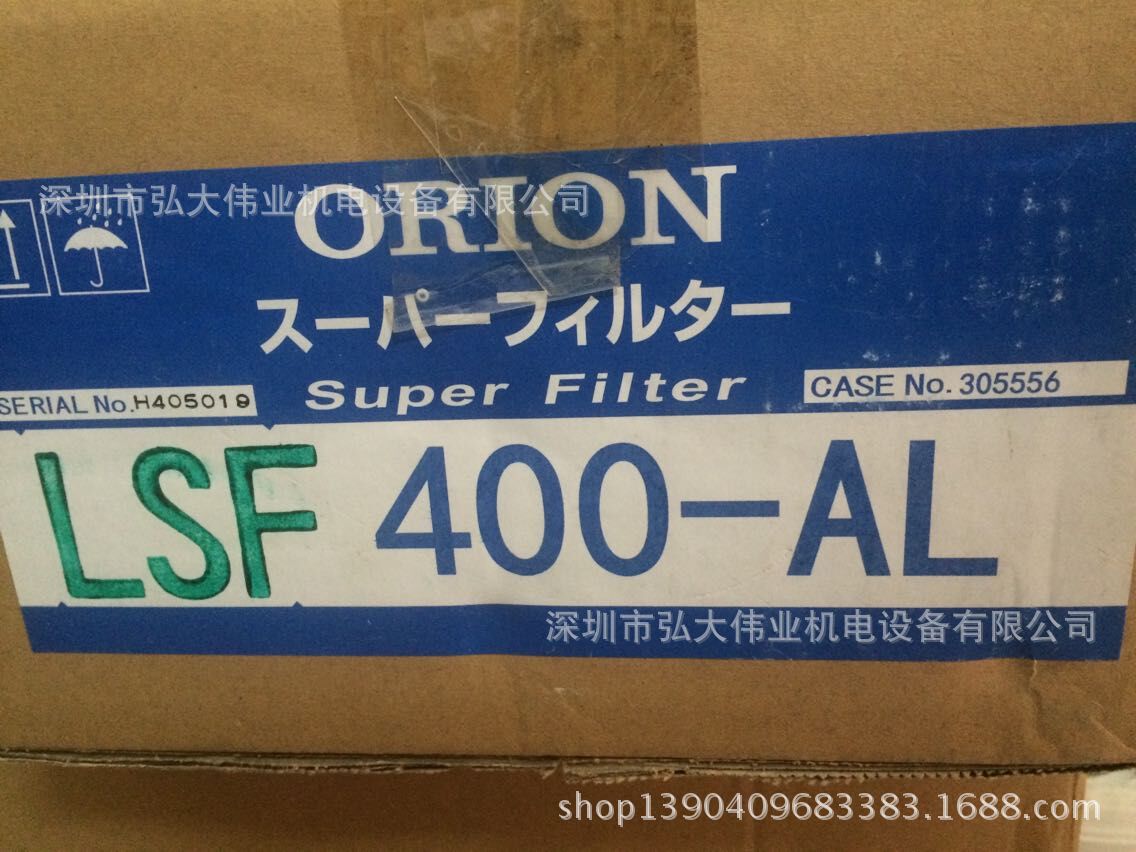 深圳市弘大伟业机电设备有限公司
ORION
スーパーフィルター
Super Filter
SERIAL No. H405019
CASE No. 305556
LSF 400-AL
深圳市弘大伟业机电设备有限公司
shop1390409683383.1688.com